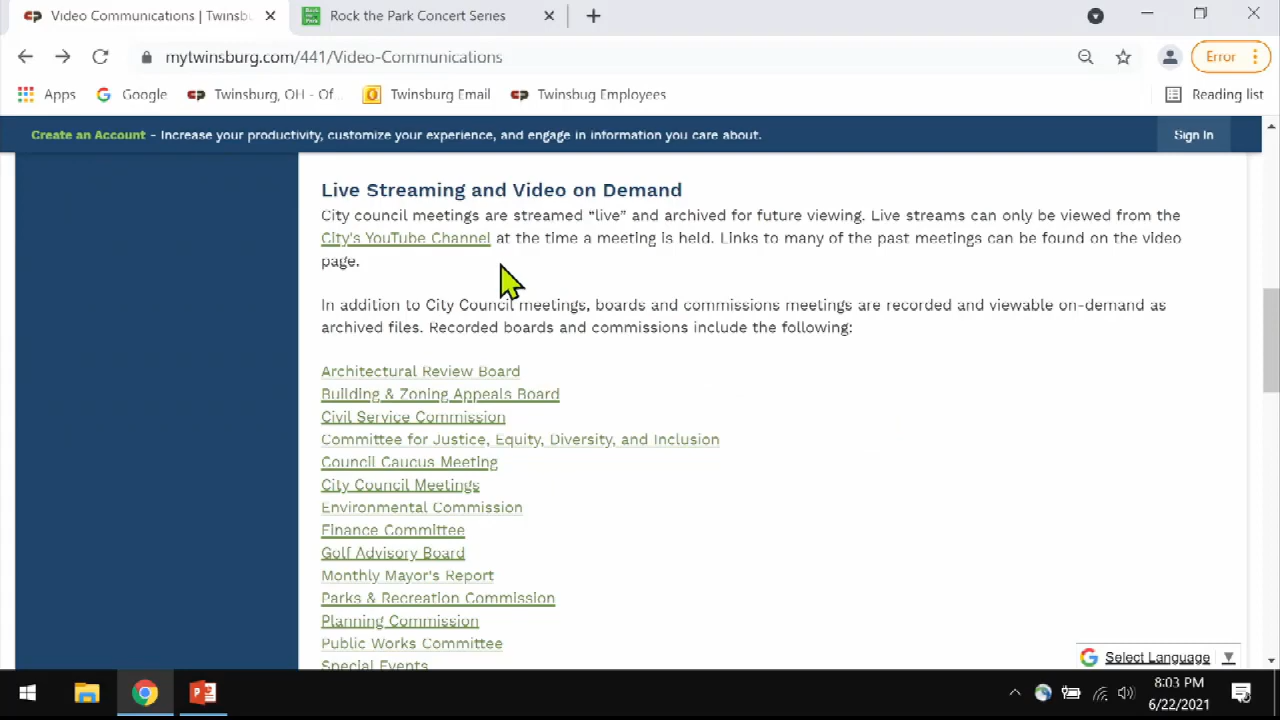 Video Communications | Twinsbu
Rock the Park Concert Series
mytwinsburg.com/441/Video-Communications
Error
Apps
Google
Twinsburg, OH - Of...
Twinsburg Email
Twinsbug Employees
Reading list
Create an Account - Increase your productivity, customize your experience, and engage in information you care about.
Sign In
Live Streaming and Video on Demand
City council meetings are streamed “live” and archived for future viewing. Live streams can only be viewed from the
City's YouTube Channel at the time a meeting is held. Links to many of the past meetings can be found on the video
page.
In addition to City Council meetings, boards and commissions meetings are recorded and viewable on-demand as
archived files. Recorded boards and commissions include the following:
Architectural Review Board
Building & Zoning Appeals Board
Civil Service Commission
Committee for Justice, Equity, Diversity, and Inclusion
Council Caucus Meeting
City Council Meetings
Environmental Commission
Finance Committee
Golf Advisory Board
Monthly Mayor's Report
Parks & Recreation Commission
Planning Commission
Public Works Committee
Special Events
Select Language
8:03 PM
6/22/2021